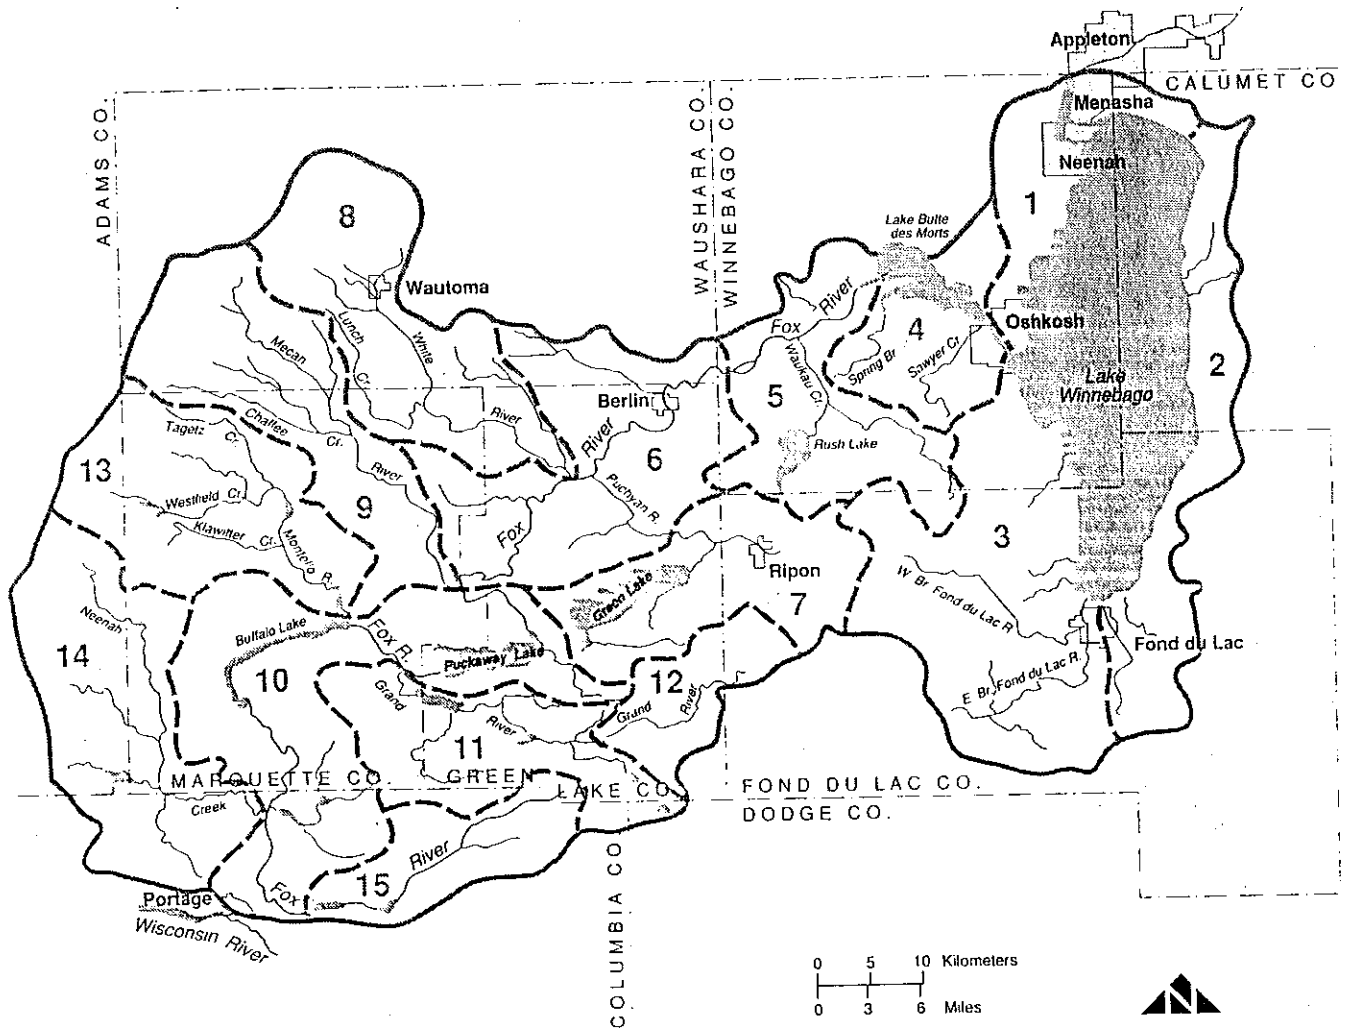 Appleton
CALUMET CO
Menasha
ADAMS CO.
WAUSHARA CO.
WINNEBAGO CO.
Neenah
1
8
Lake Butte
des Morts
Wautoma
River
Fox
4
Oshkosh
Lunch
Cr.
White
Mecan
Spring Br
Sawyer Cr
2
Lake
Winnebago
Waukau Cr.
5
Berlin
River
River
Chaffee
Cr.
Tagetz
Cr.
Rush Lake
13
River
6
Westfield Cr.
9
Puchyan R.
Klawitter Cr.
Fox
3
Montello R.
Ripon
Green Lake
W. Br Fond du Lac R
7
Neenah
Buffalo Lake
Fox R.
14
Puckaway Lake
Fond du Lac
10
12
E Br. Fond du Lac R.
Grand
River
Grand
River
11
MARQUETTE CO.
GREEN
LAKE CO.
FOND DU LAC CO.
DODGE CO.
Creek
River
15
Fox
Portage
Wisconsin River
COLUMBIA CO
0 5 10 Kilometers
0 3 6 Miles
N